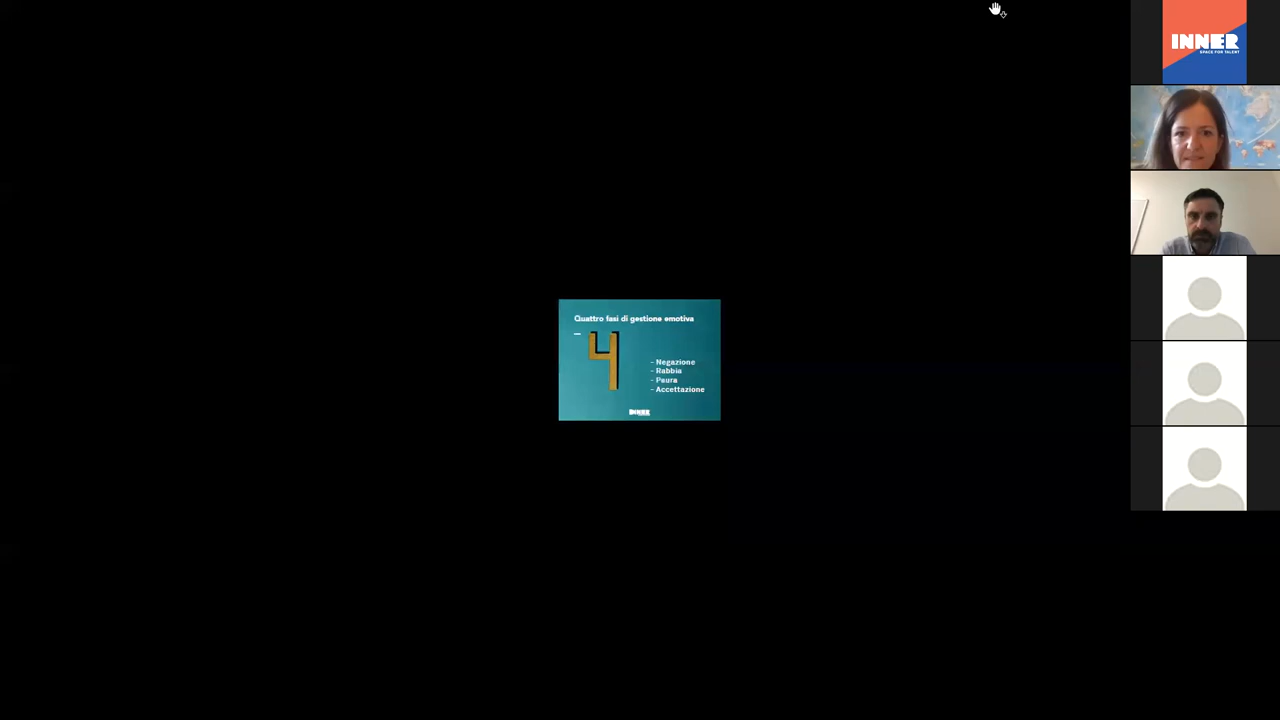 INNER
SPACE FOR TALENT
Quattro fasi di gestione emotiva
4
- Negazione
- Rabbia
- Paura
- Accettazione
INNER